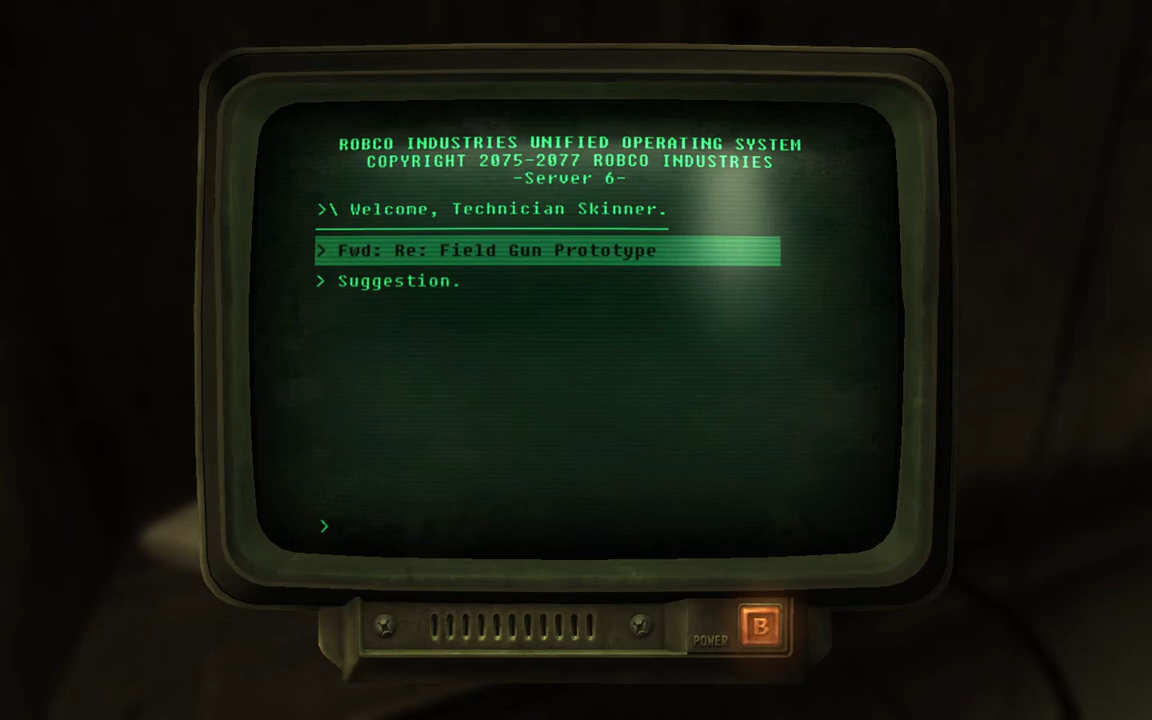 ROBCO INDUSTRIES UNIFIED OPERATING SYSTEM
COPYRIGHT 2075-2077 ROBCO INDUSTRIES
-Server 6-
>\ Welcome, Technician Skinner.
> Fwd: Re: Field Gun Prototype
> Suggestion.
>
POWER B